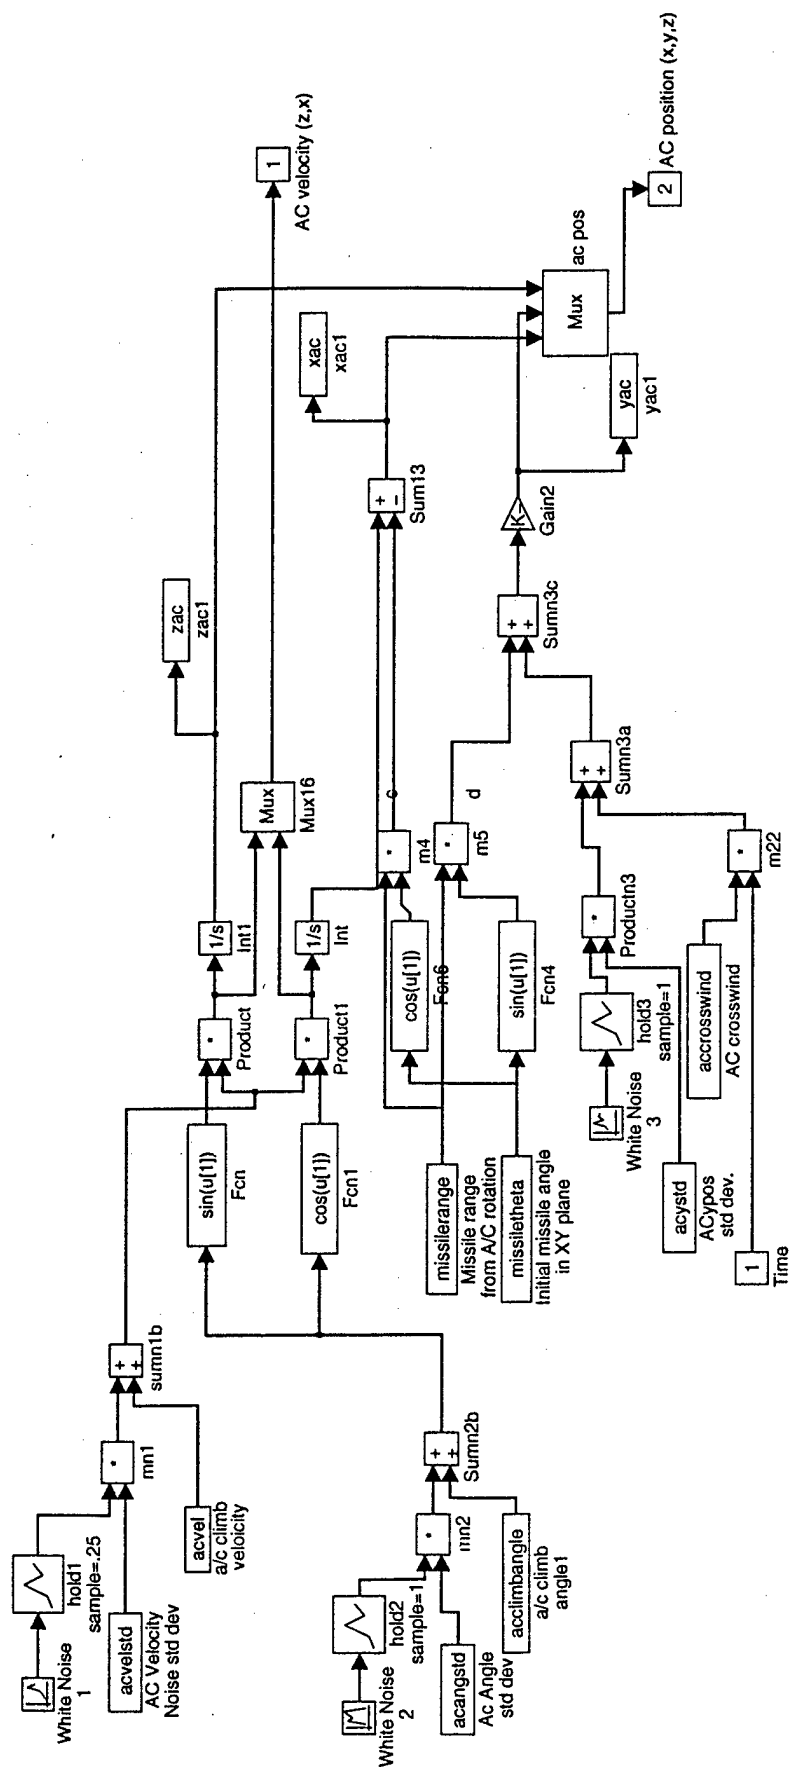 White Noise
1
hold1
sample=.25
acvelstd
AC Velocity
Noise std dev
*
mn1
acvel
a/c climb
veloicity
+
+
sumn1b
White Noise
2
hold2
sample=1
acangstd
Ac Angle
std dev
*
mn2
acclimbangle
a/c climb
angle1
+
+
Sumn2b
sin(u[1])
Fcn
cos(u[1])
Fcn1
*
Product
*
Product1
1/s
Int1
1/s
Int
Mux
Mux16
zac
zac1
1
AC velocity (z,x)
missilerange
Missile range
from A/C rotation
missiletheta
Initial missile angle
in XY plane
cos(u[1])
Fcn6
sin(u[1])
Fcn4
*
m4
c
*
m5
d
+
−
Sum13
xac
xac1
White Noise
3
hold3
sample=1
acystd
ACypos
std dev.
*
Productn3
accrosswind
AC crosswind
1
Time
*
m22
+
+
Sumn3a
+
+
Sumn3c
K-
Gain2
yac
yac1
Mux
ac pos
2
AC position (x,y,z)